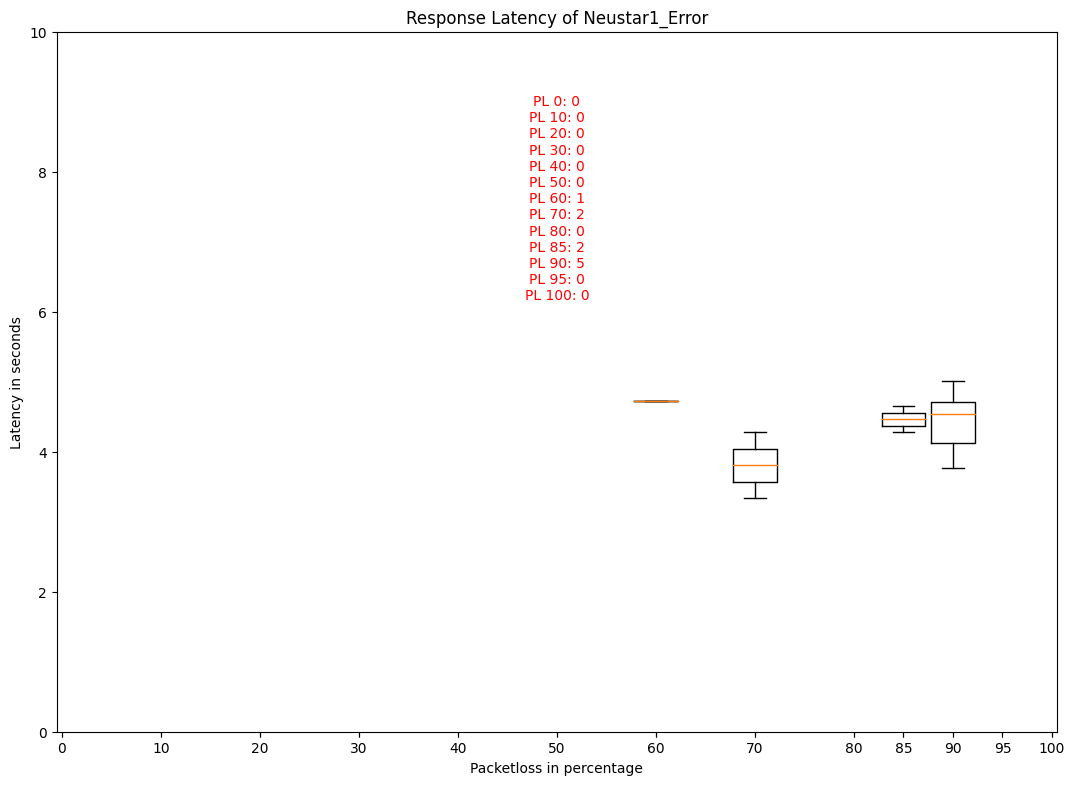 Response Latency of Neustar1_Error
10
8
6
4
2
0
Latency in seconds
PL 0: 0
PL 10: 0
PL 20: 0
PL 30: 0
PL 40: 0
PL 50: 0
PL 60: 1
PL 70: 2
PL 80: 0
PL 85: 2
PL 90: 5
PL 95: 0
PL 100: 0
0 10 20 30 40 50 60 70 80 85 90 95 100
Packetloss in percentage